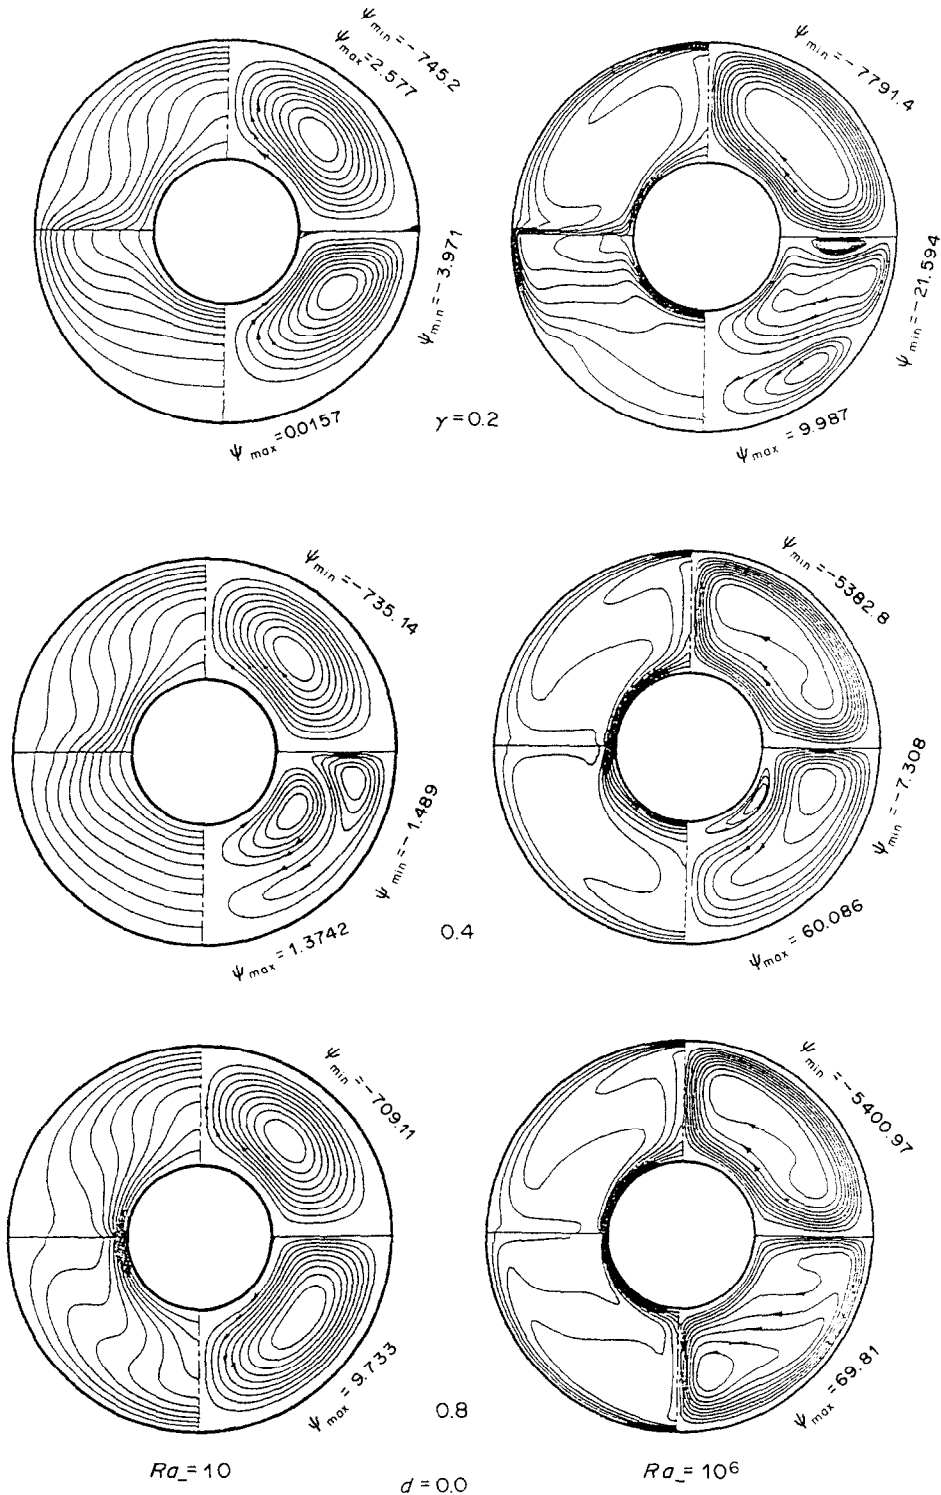 ψmin = -745.2
ψmax = 2.577
ψmin = -3.971
ψmax = 0.0157
ψmin = -7791.4
ψmin = -21.594
ψmax = 9.987
γ = 0.2
ψmin = -735.14
ψmin = -1.489
ψmax = 1.3742
ψmin = -5382.8
ψmin = -7.308
ψmax = 60.086
0.4
ψmin = -709.11
ψmax = 9.733
ψmin = -5400.97
ψmax = 69.81
0.8
Ra_ = 10
Ra_ = 10⁶
d = 0.0